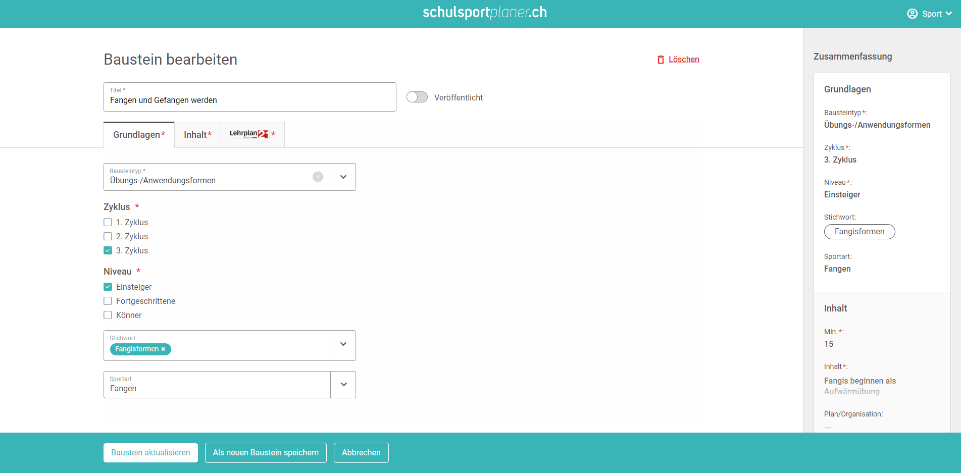 schulsportplaner.ch
Sport
Baustein bearbeiten
Löschen
Titel *
Fangen und Gefangen werden
Veröffentlicht
Grundlagen*
Inhalt*
Lehrplan 21 *
Bausteintyp *
Übungs-/Anwendungsformen
Zyklus *
1. Zyklus
2. Zyklus
3. Zyklus
Niveau *
Einsteiger
Fortgeschrittene
Könner
Stichwort
Fangisformen ×
Sportart
Fangen
Zusammenfassung
Grundlagen
Bausteintyp*:
Übungs-/Anwendungsformen
Zyklus*:
3. Zyklus
Niveau*:
Einsteiger
Stichwort:
Fangisformen
Sportart:
Fangen
Inhalt
Min.*:
15
Inhalt*:
Fangis beginnen als
Aufwärmübung
Plan/Organisation:
Baustein aktualisieren
Als neuen Baustein speichern
Abbrechen